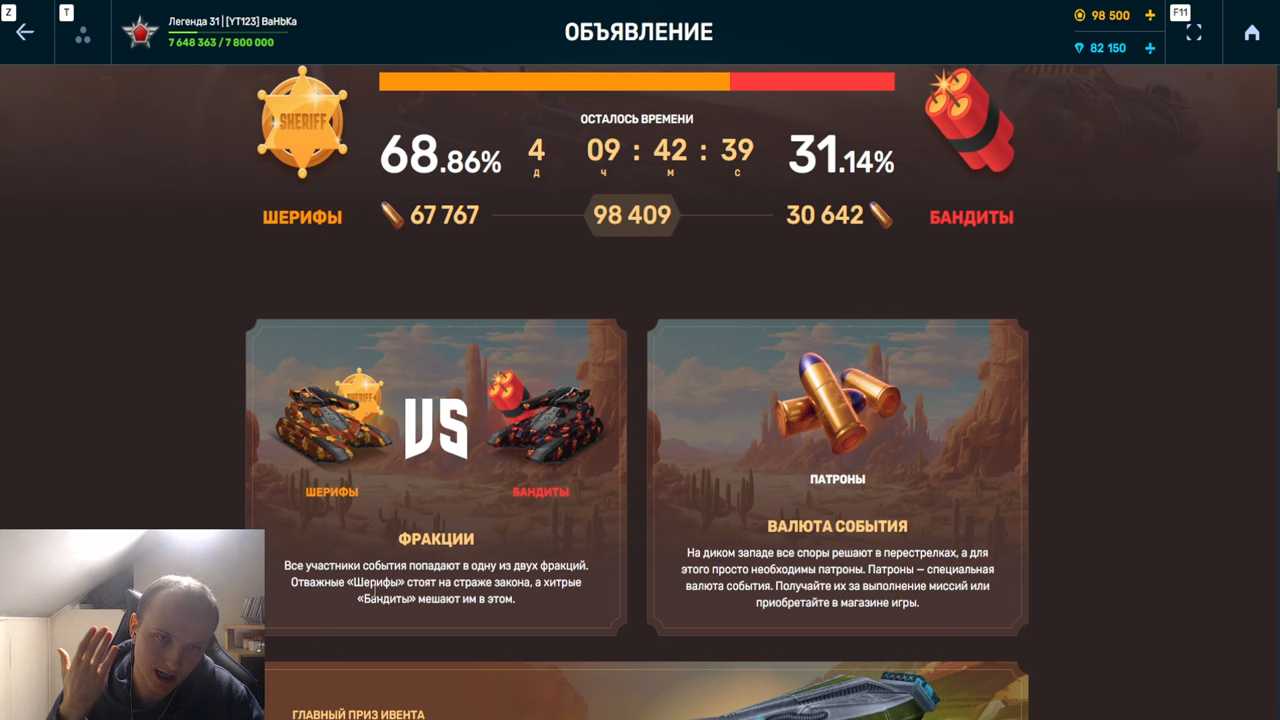 Z
T
Легенда 31 | [YT123] BaHbKa
7 648 363 / 7 800 000
ОБЪЯВЛЕНИЕ
98 500 +
82 150 +
F11
SHERIFF
ОСТАЛОСЬ ВРЕМЕНИ
68.86%
4 09 : 42 : 39
д ч м с
31.14%
ШЕРИФЫ
67 767
98 409
30 642
БАНДИТЫ
SHERIFF
VS
ШЕРИФЫ
БАНДИТЫ
ФРАКЦИИ
Все участники события попадают в одну из двух фракций.
Отважные «Шерифы» стоят на страже закона, а хитрые
«Бандиты» мешают им в этом.
ПАТРОНЫ
ВАЛЮТА СОБЫТИЯ
На диком западе все споры решают в перестрелках, а для
этого просто необходимы патроны. Патроны — специальная
валюта события. Получайте их за выполнение миссий или
приобретайте в магазине игры.
ГЛАВНЫЙ ПРИЗ ИВЕНТА